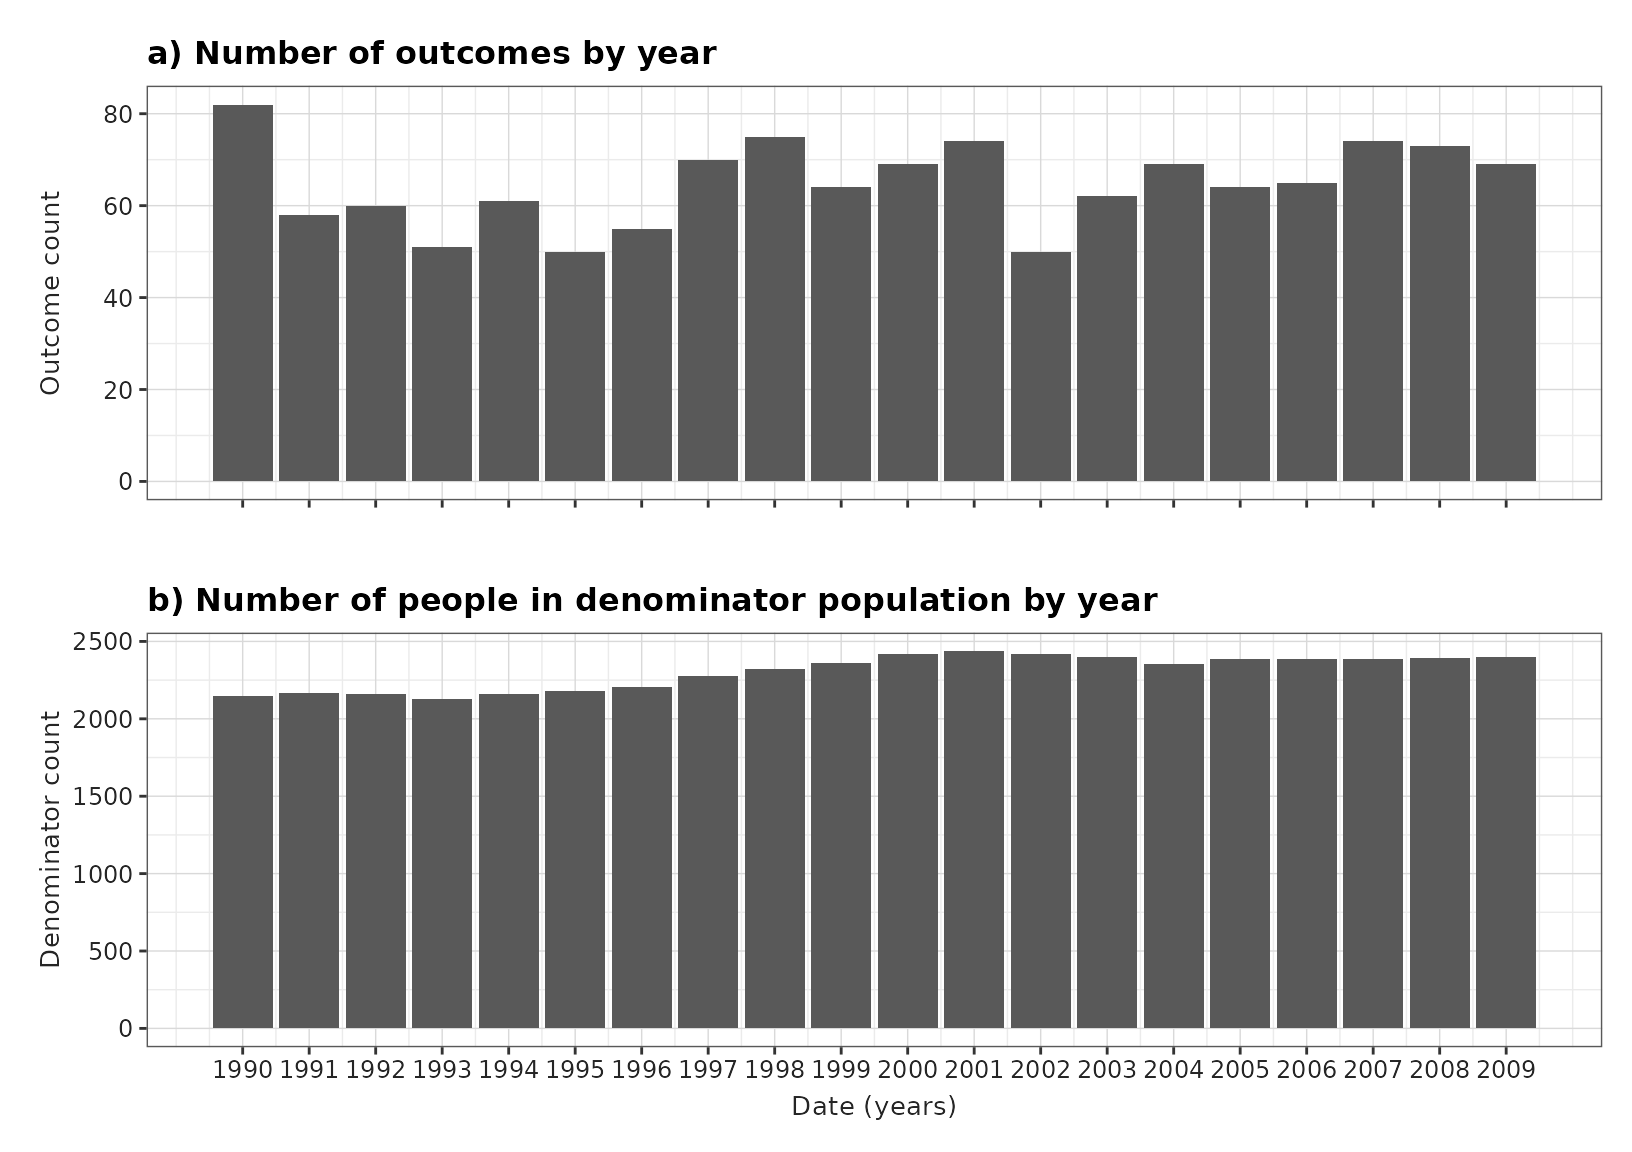 a) Number of outcomes by year
80
60
40
20
0
Outcome count
b) Number of people in denominator population by year
2500
2000
1500
1000
500
0
Denominator count
1990 1991 1992 1993 1994 1995 1996 1997 1998 1999 2000 2001 2002 2003 2004 2005 2006 2007 2008 2009
Date (years)